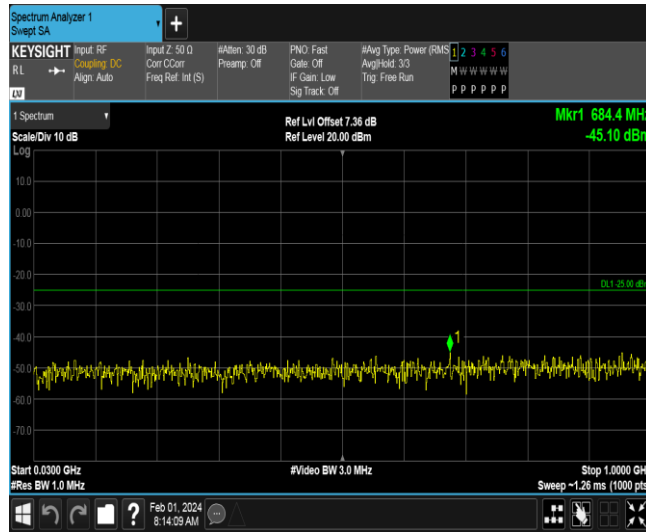 Spectrum Analyzer 1
Swept SA
+
KEYSIGHT
RL
LXI
Input: RF
Coupling: DC
Align: Auto
Input Z: 50 Ω
Corr CCorr
Freq Ref: Int (S)
#Atten: 30 dB
Preamp: Off
PNO: Fast
Gate: Off
IF Gain: Low
Sig Track: Off
#Avg Type: Power (RMS
Avg|Hold: 3/3
Trig: Free Run
1 2 3 4 5 6
M W W W W W
P P P P P P
1 Spectrum
Scale/Div 10 dB
Log
Ref Lvl Offset 7.36 dB
Ref Level 20.00 dBm
Mkr1 684.4 MHz
-45.10 dBm
10.0
0.00
-10.0
-20.0
DL1 -25.00 dBm
-30.0
-40.0
1
-50.0
-60.0
-70.0
Start 0.0300 GHz
#Res BW 1.0 MHz
#Video BW 3.0 MHz
Stop 1.0000 GH
Sweep ~1.26 ms (1000 pts
?
Feb 01, 2024
8:14:09 AM